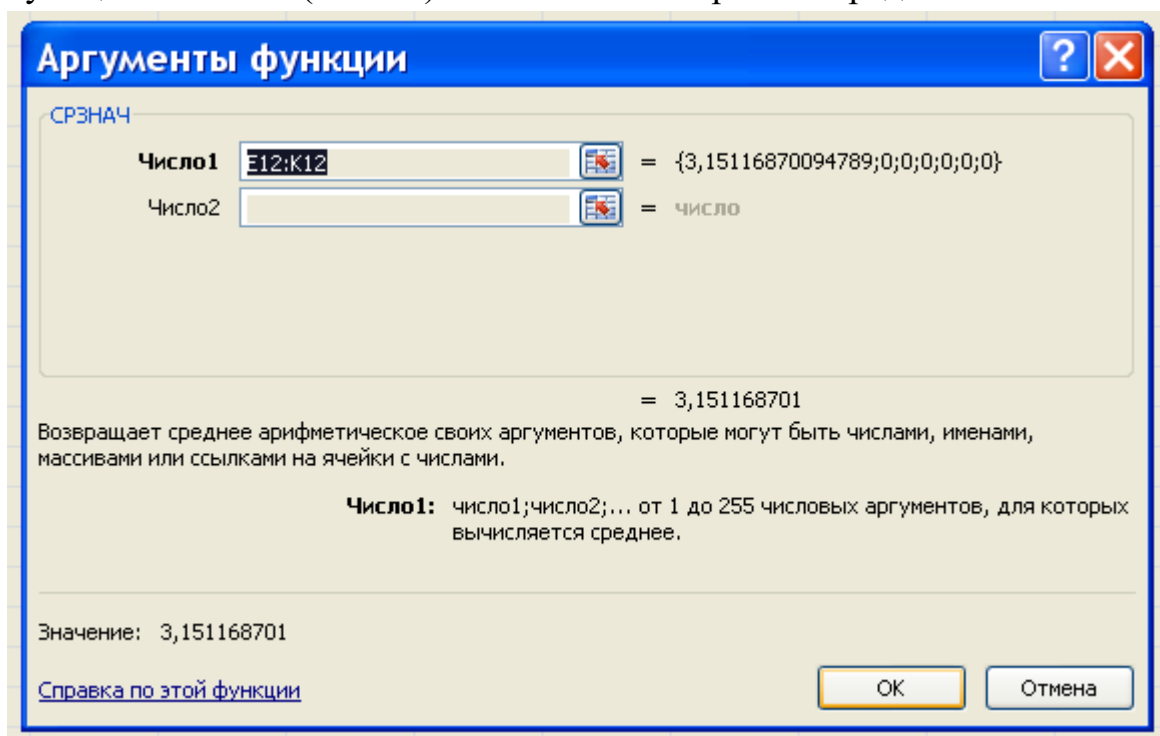 Аргументы функции
СРЗНАЧ
Число1 E12:K12 = {3,15116870094789;0;0;0;0;0;0}
Число2 = число
= 3,151168701
Возвращает среднее арифметическое своих аргументов, которые могут быть числами, именами,
массивами или ссылками на ячейки с числами.
Число1: число1;число2;... от 1 до 255 числовых аргументов, для которых
вычисляется среднее.
Значение: 3,151168701
Справка по этой функции
ОК
Отмена